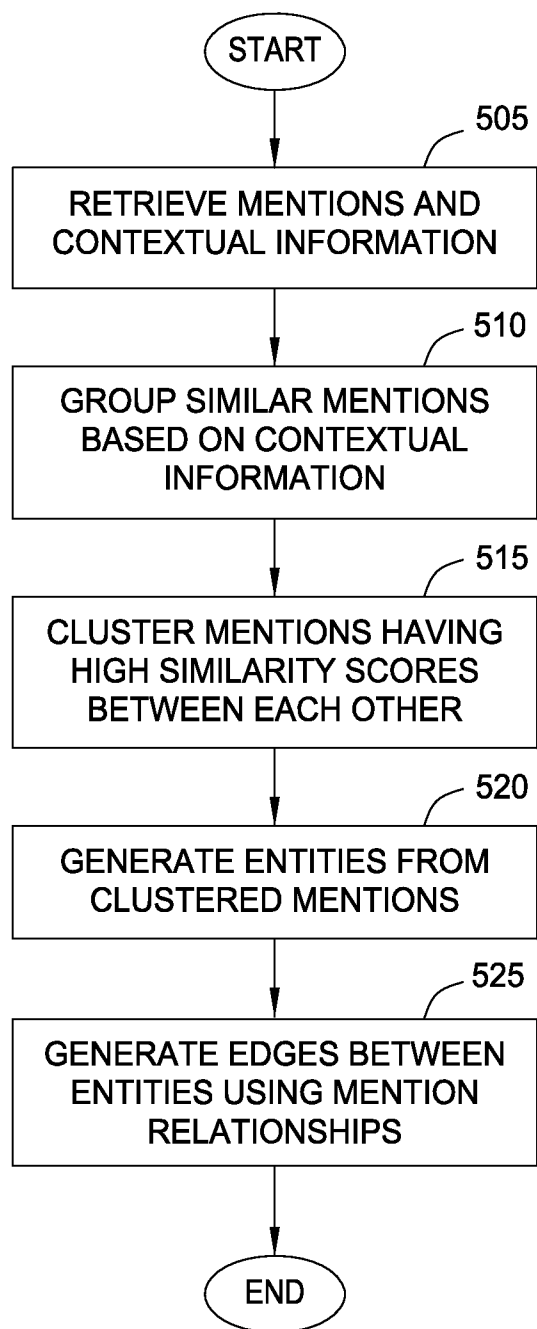 START
505
RETRIEVE MENTIONS AND
CONTEXTUAL INFORMATION
510
GROUP SIMILAR MENTIONS
BASED ON CONTEXTUAL
INFORMATION
515
CLUSTER MENTIONS HAVING
HIGH SIMILARITY SCORES
BETWEEN EACH OTHER
520
GENERATE ENTITIES FROM
CLUSTERED MENTIONS
525
GENERATE EDGES BETWEEN
ENTITIES USING MENTION
RELATIONSHIPS
END